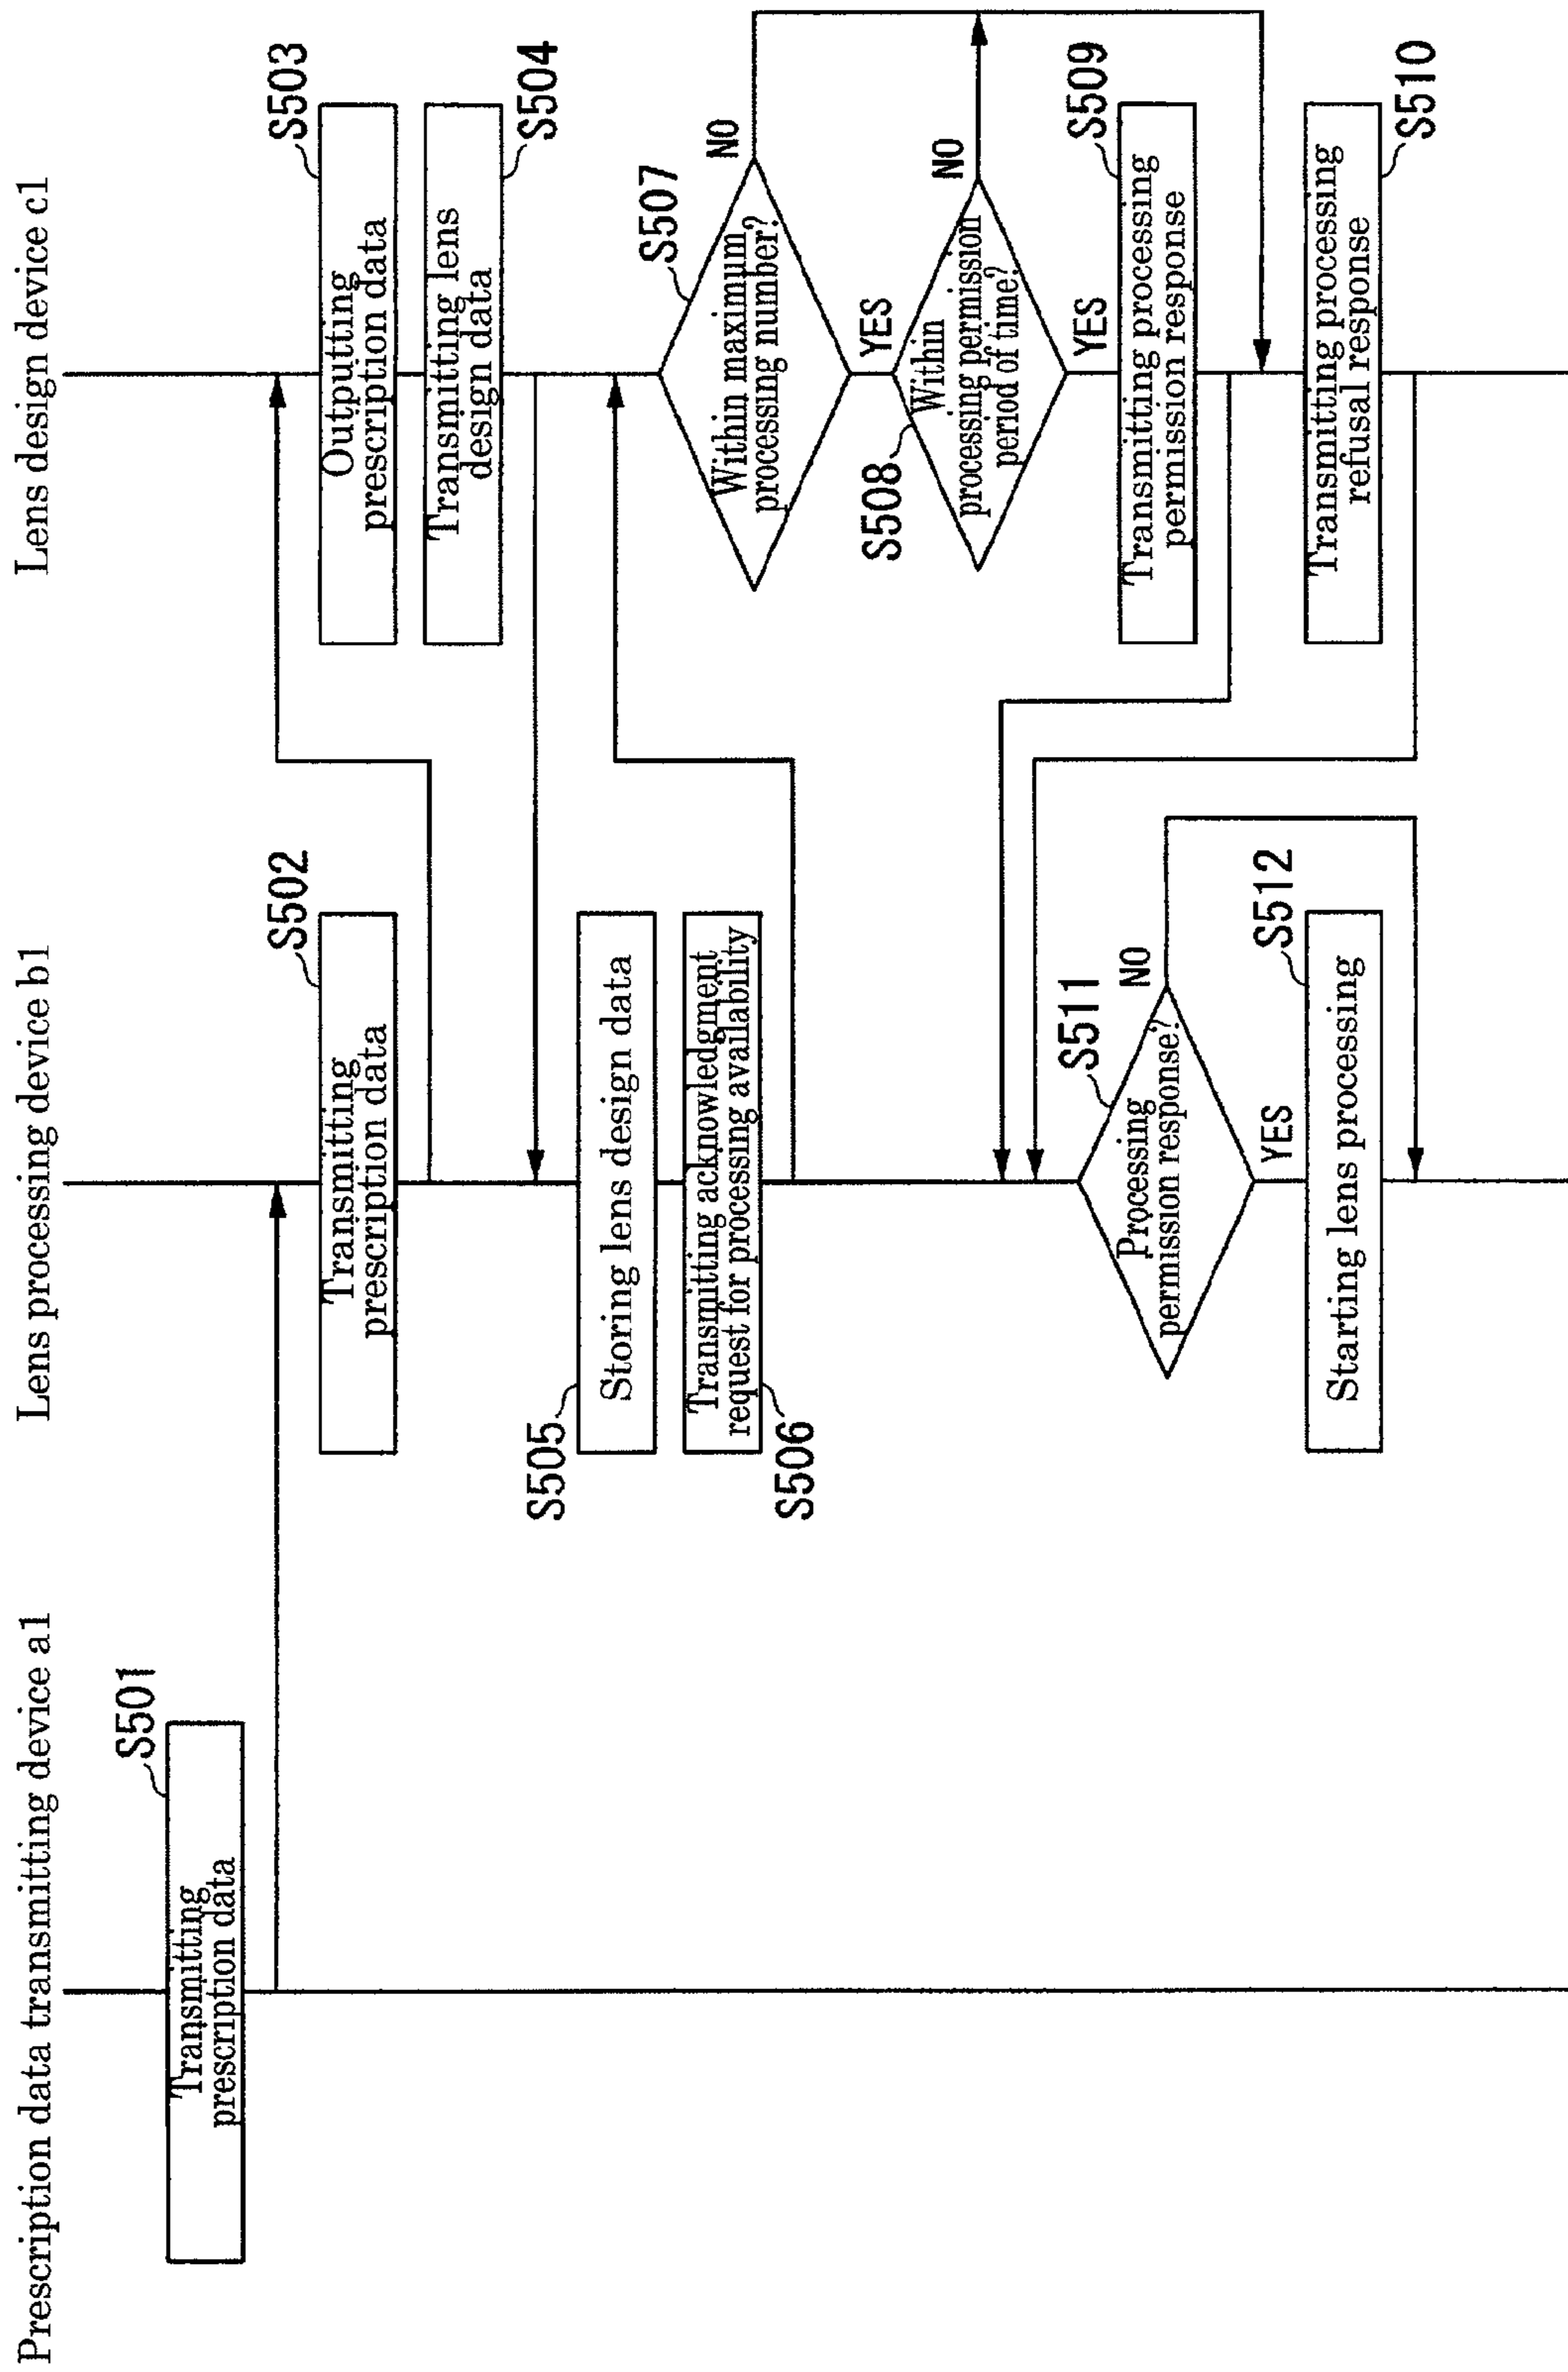 Prescription data transmitting device a1
Lens processing device b1
Lens design device c1
S501
Transmitting
prescription data
S502
Transmitting
prescription data
S503
Outputting
prescription data
Transmitting lens
design data
S504
S505
Storing lens design data
Transmitting acknowledgment
request for processing availability
S506
S507
Within maximum
processing number?
NO
YES
S508
Within
processing permission
period of time?
NO
YES
S509
Transmitting processing
permission response
Transmitting processing
refusal response
S510
S511
Processing
permission response?
NO
YES
S512
Starting lens processing